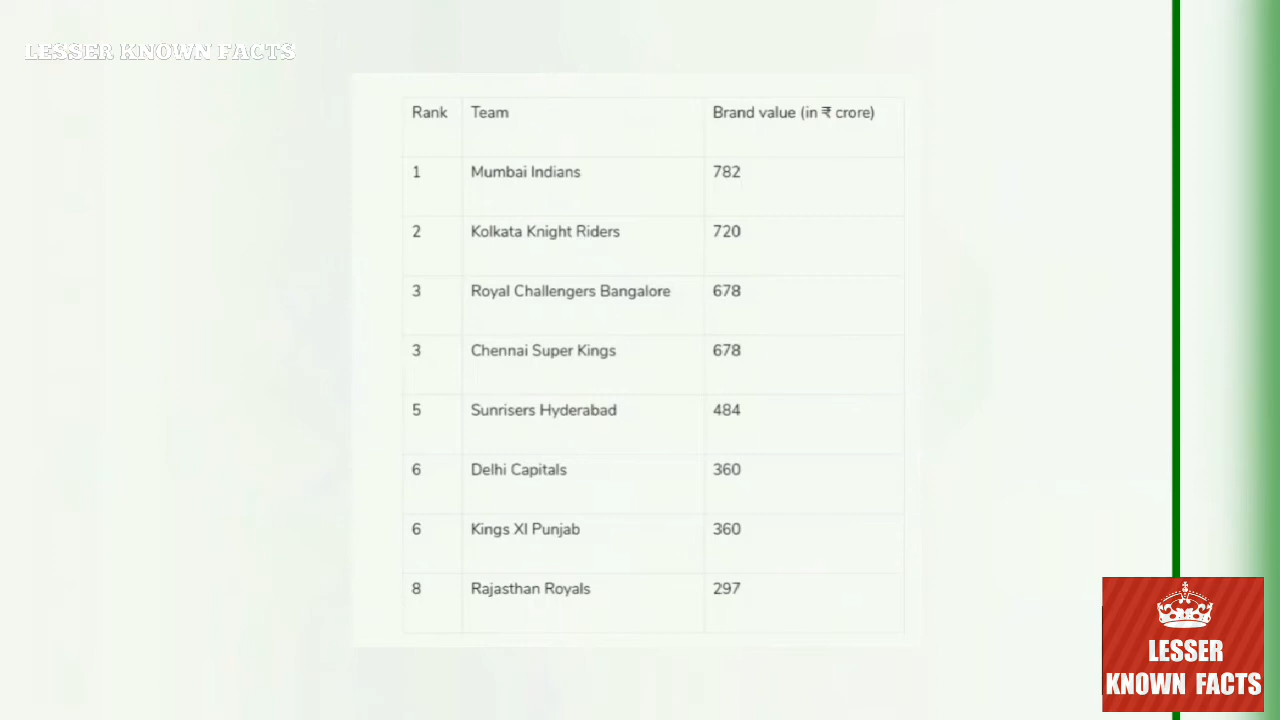 LESSER KNOWN FACTS
Rank Team Brand value (in ₹ crore)
1 Mumbai Indians 782
2 Kolkata Knight Riders 720
3 Royal Challengers Bangalore 678
3 Chennai Super Kings 678
5 Sunrisers Hyderabad 484
6 Delhi Capitals 360
6 Kings XI Punjab 360
8 Rajasthan Royals 297
LESSER
KNOWN FACTS